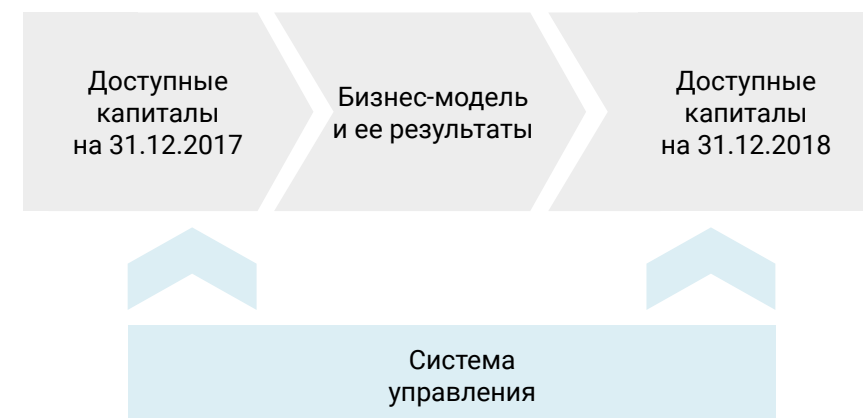 Доступные
капиталы
на 31.12.2017
Бизнес-модель
и ее результаты
Доступные
капиталы
на 31.12.2018
Система
управления